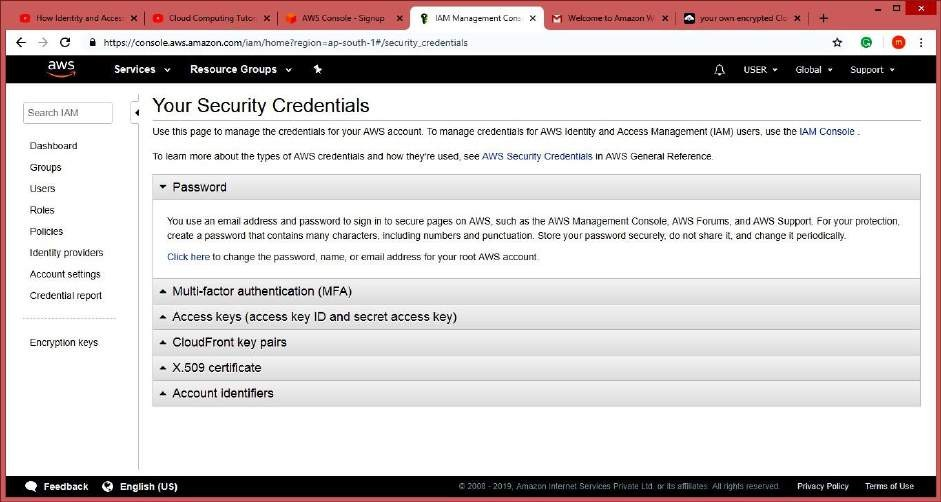 How Identity and Access
Cloud Computing Tutor
AWS Console - Signup
IAM Management Cons
Welcome to Amazon W
your own encrypted Clo
https://console.aws.amazon.com/iam/home?region=ap-south-1#/security_credentials
m
aws
Services
Resource Groups
USER
Global
Support
Search IAM
Dashboard
Groups
Users
Roles
Policies
Identity providers
Account settings
Credential report
Encryption keys
Your Security Credentials
Use this page to manage the credentials for your AWS account. To manage credentials for AWS Identity and Access Management (IAM) users, use the IAM Console .
To learn more about the types of AWS credentials and how they're used, see AWS Security Credentials in AWS General Reference.
Password
You use an email address and password to sign in to secure pages on AWS, such as the AWS Management Console, AWS Forums, and AWS Support. For your protection,
create a password that contains many characters, including numbers and punctuation. Store your password securely, do not share it, and change it periodically.
Click here to change the password, name, or email address for your root AWS account.
Multi-factor authentication (MFA)
Access keys (access key ID and secret access key)
CloudFront key pairs
X.509 certificate
Account identifiers
Feedback
English (US)
© 2008 - 2019, Amazon Internet Services Private Ltd. or its affiliates. All rights reserved.
Privacy Policy
Terms of Use